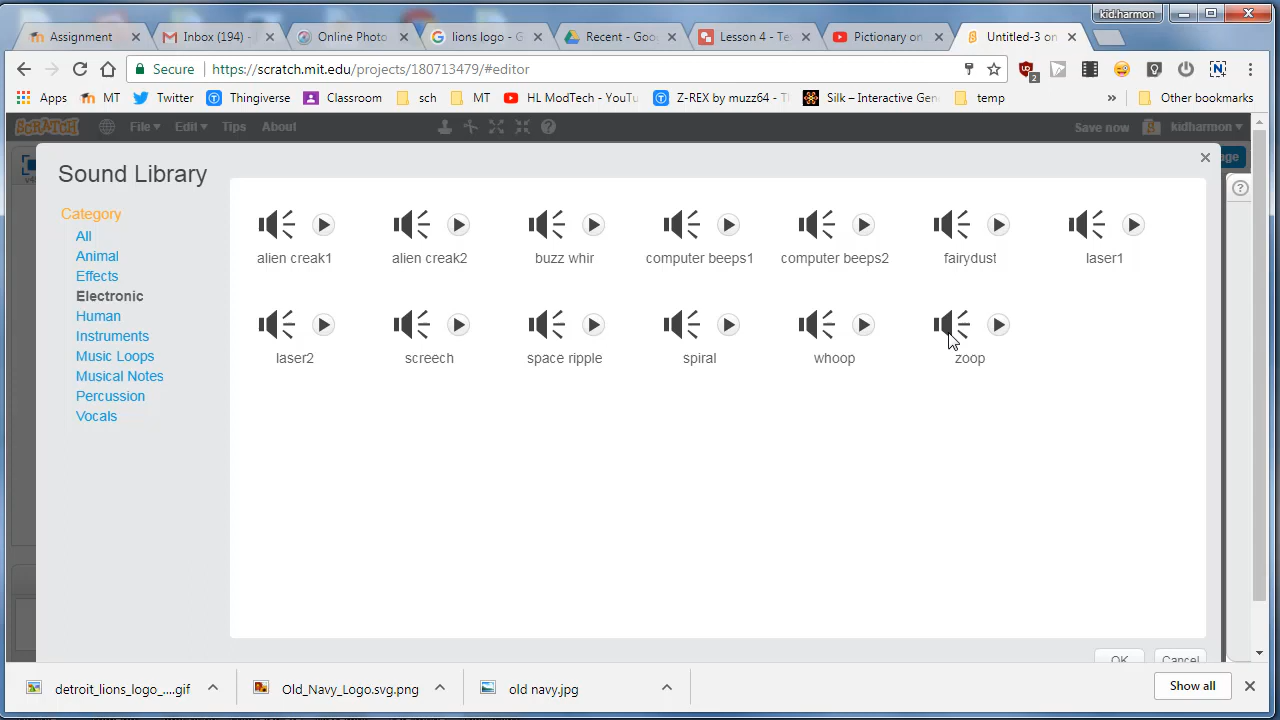 kid.harmon
Assignment
Inbox (194) -
Online Photo
lions logo - G
Recent - Goo
Lesson 4 - Te
Pictionary on
Untitled-3 on
Secure
https://scratch.mit.edu/projects/180713479/#editor
2
Apps
MT
Twitter
Thingiverse
Classroom
sch
MT
HL ModTech - YouTu
Z-REX by muzz64 - Th
Silk – Interactive Gen
temp
»
Other bookmarks
SCRATCH
File
Edit
Tips
About
Save now
kidharmon
age
Sound Library
Category
All
Animal
Effects
Electronic
Human
Instruments
Music Loops
Musical Notes
Percussion
Vocals
alien creak1
alien creak2
buzz whir
computer beeps1
computer beeps2
fairydust
laser1
laser2
screech
space ripple
spiral
whoop
zoop
OK
Cancel
detroit_lions_logo_....gif
Old_Navy_Logo.svg.png
old navy.jpg
Show all